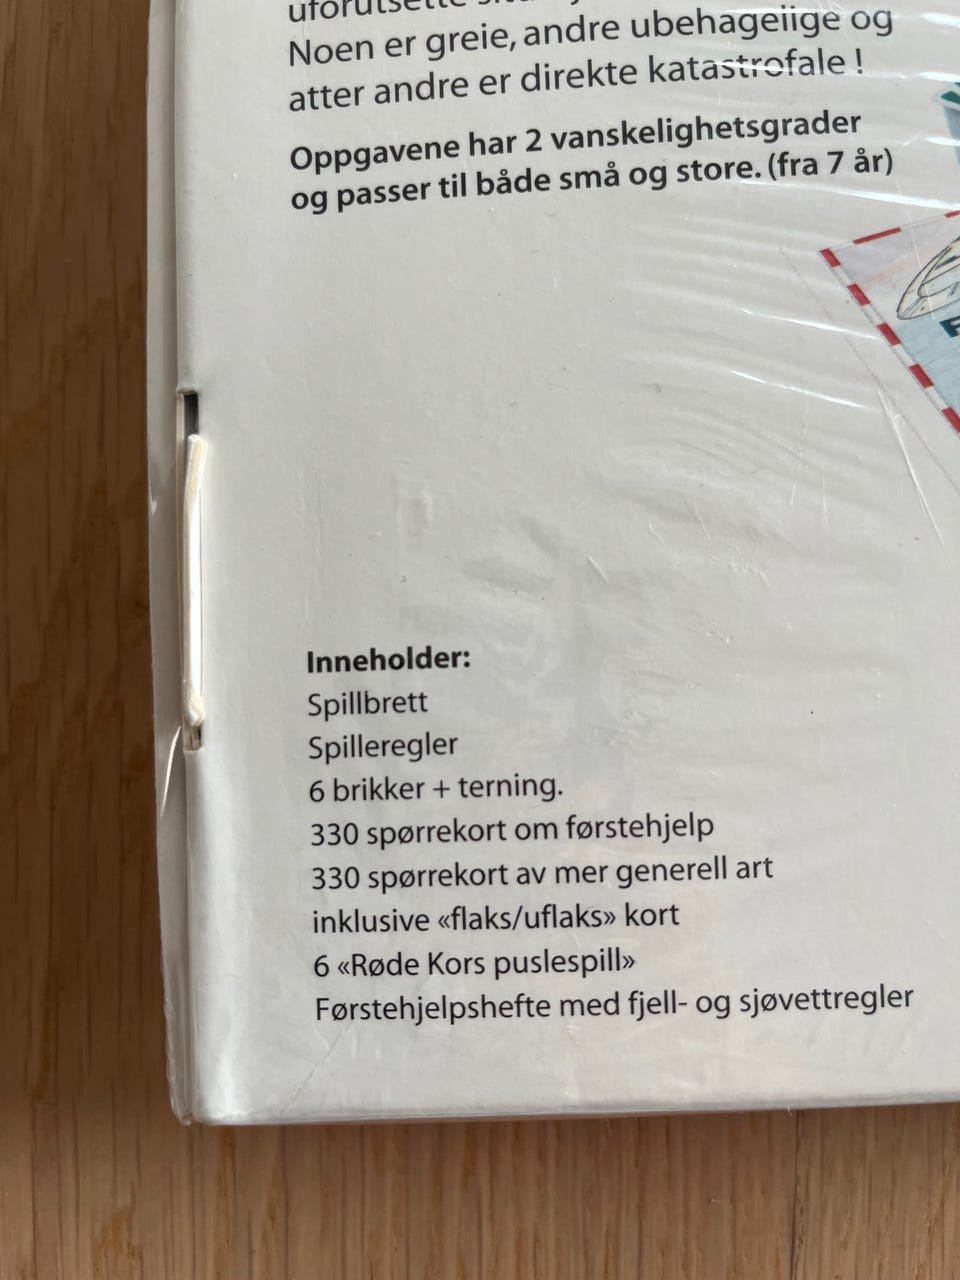 Noen er greie, andre ubehagelige og
atter andre er direkte katastrofale !
Oppgavene har 2 vanskelighetsgrader
og passer til både små og store. (fra 7 år)
Inneholder:
Spillbrett
Spilleregler
6 brikker + terning.
330 spørrekort om førstehjelp
330 spørrekort av mer generell art
inklusive «flaks/uflaks» kort
6 «Røde Kors puslespill»
Førstehjelpshefte med fjell- og sjøvettregler